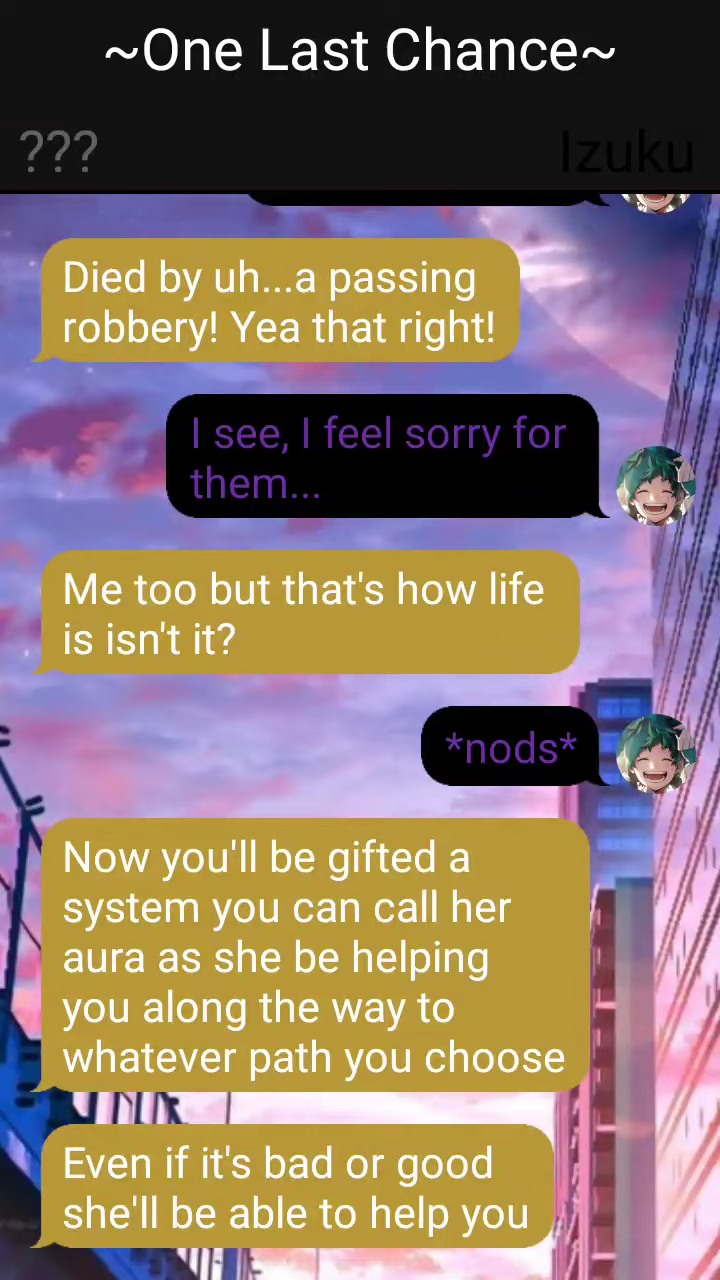 ~One Last Chance~
???
Izuku
Died by uh...a passing
robbery! Yea that right!
I see, I feel sorry for
them...
Me too but that's how life
is isn't it?
*nods*
Now you'll be gifted a
system you can call her
aura as she be helping
you along the way to
whatever path you choose
Even if it's bad or good
she'll be able to help you